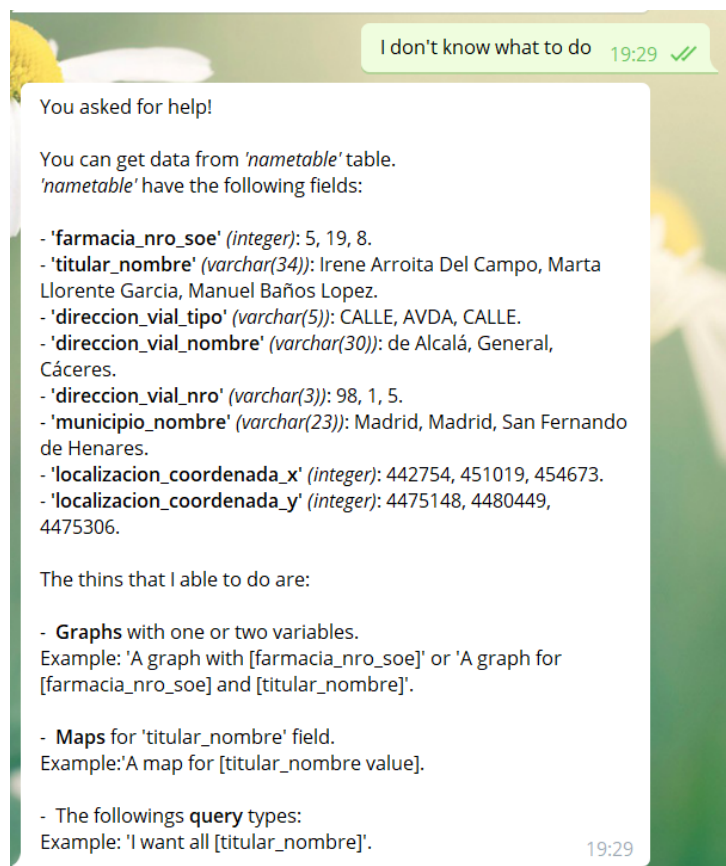 I don't know what to do 19:29
You asked for help!
You can get data from 'nametable' table.
'nametable' have the following fields:
- 'farmacia_nro_soe' (integer): 5, 19, 8.
- 'titular_nombre' (varchar(34)): Irene Arroita Del Campo, Marta
Llorente Garcia, Manuel Baños Lopez.
- 'direccion_vial_tipo' (varchar(5)): CALLE, AVDA, CALLE.
- 'direccion_vial_nombre' (varchar(30)): de Alcalá, General,
Cáceres.
- 'direccion_vial_nro' (varchar(3)): 98, 1, 5.
- 'municipio_nombre' (varchar(23)): Madrid, Madrid, San Fernando
de Henares.
- 'localizacion_coordenada_x' (integer): 442754, 451019, 454673.
- 'localizacion_coordenada_y' (integer): 4475148, 4480449,
4475306.
The thins that I able to do are:
- Graphs with one or two variables.
Example: 'A graph with [farmacia_nro_soe]' or 'A graph for
[farmacia_nro_soe] and [titular_nombre]'.
- Maps for 'titular_nombre' field.
Example:'A map for [titular_nombre value].
- The followings query types:
Example: 'I want all [titular_nombre]'.
19:29